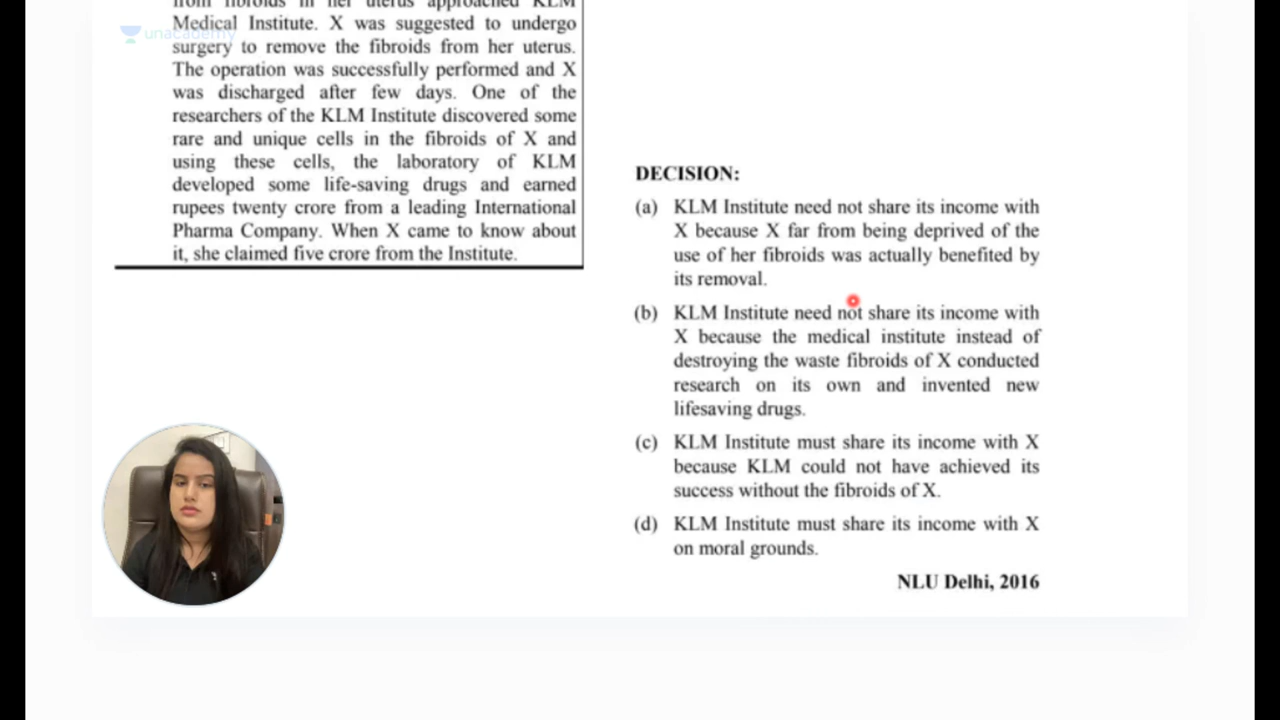 from fibroids in her uterus approached KLM
Medical Institute. X was suggested to undergo
surgery to remove the fibroids from her uterus.
The operation was successfully performed and X
was discharged after few days. One of the
researchers of the KLM Institute discovered some
rare and unique cells in the fibroids of X and
using these cells, the laboratory of KLM
developed some life-saving drugs and earned
rupees twenty crore from a leading International
Pharma Company. When X came to know about
it, she claimed five crore from the Institute.
unacademy
DECISION:
(a) KLM Institute need not share its income with
X because X far from being deprived of the
use of her fibroids was actually benefited by
its removal.
(b) KLM Institute need not share its income with
X because the medical institute instead of
destroying the waste fibroids of X conducted
research on its own and invented new
lifesaving drugs.
(c) KLM Institute must share its income with X
because KLM could not have achieved its
success without the fibroids of X.
(d) KLM Institute must share its income with X
on moral grounds.
NLU Delhi, 2016